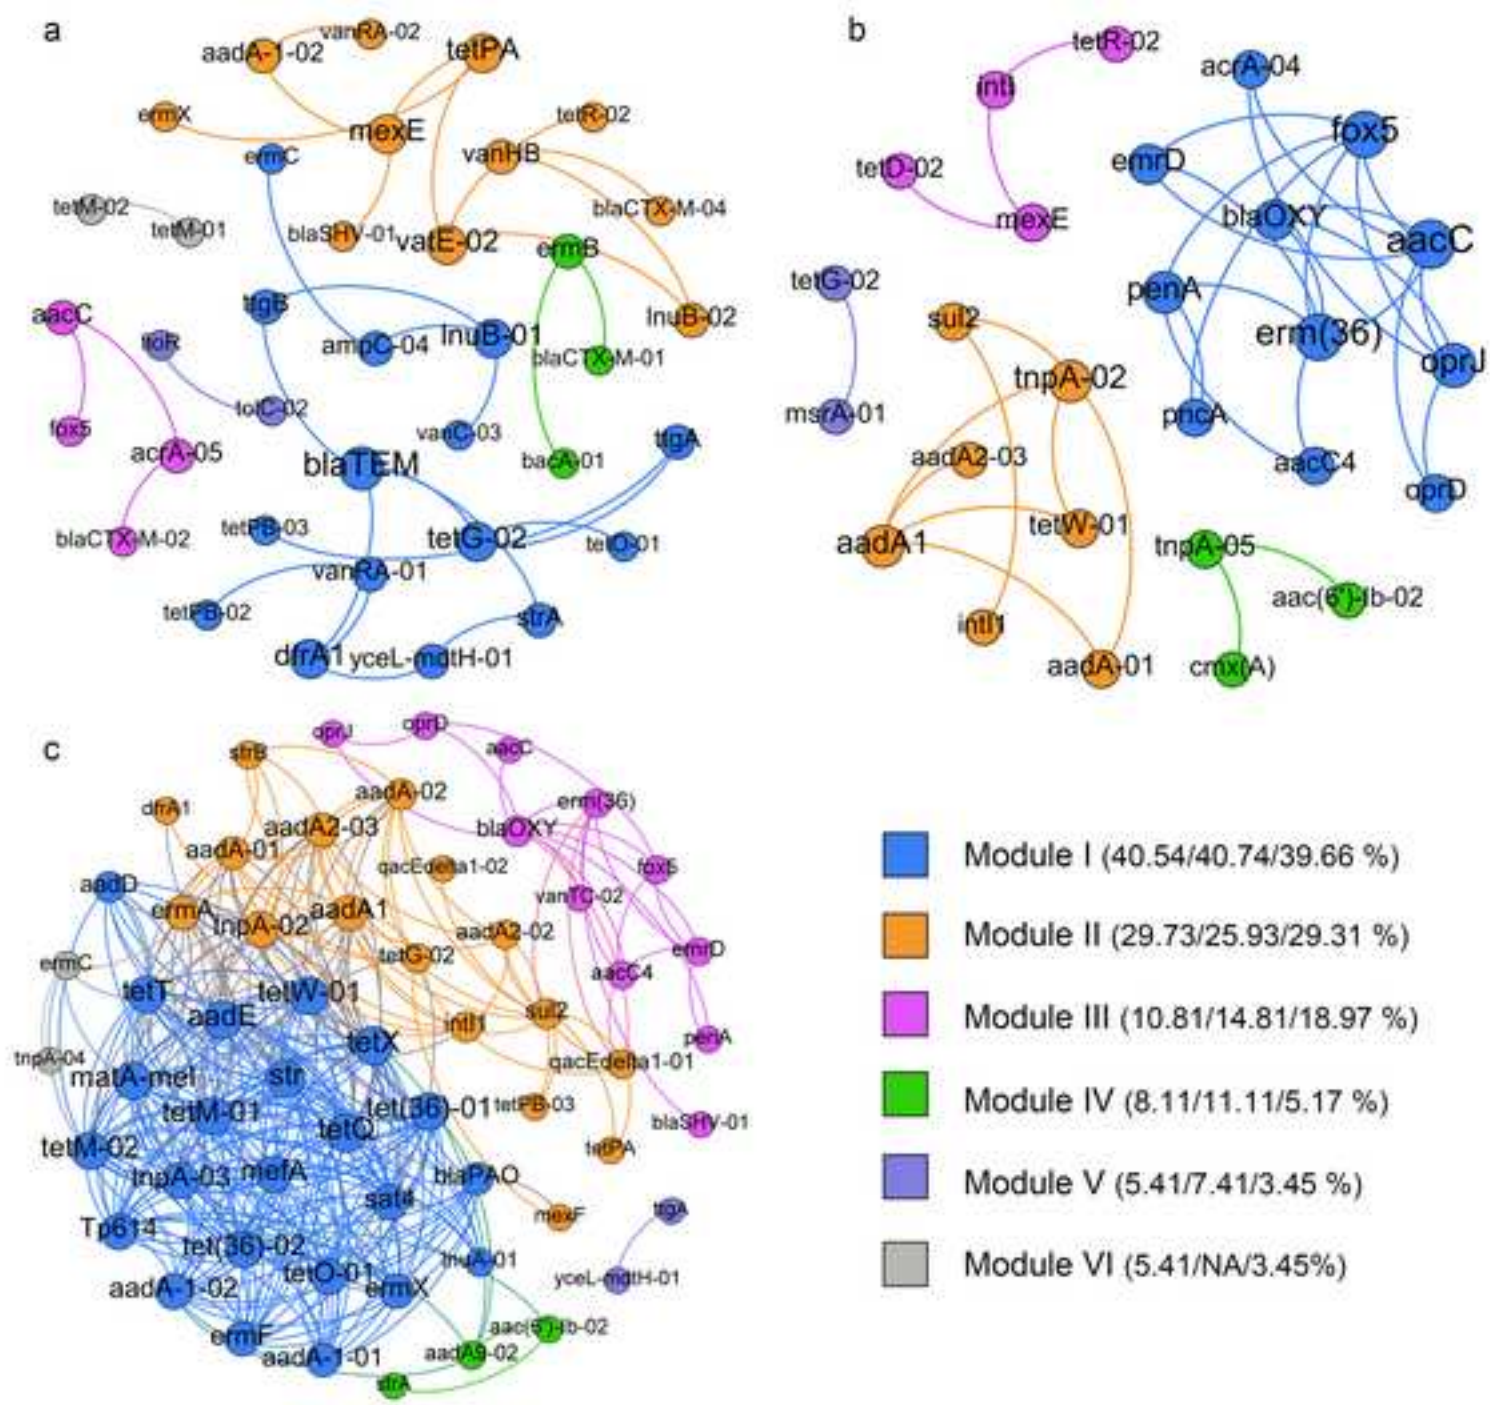 a
vanRA-02
aadA-1-02
tetPA
ermX
mexE
tetR-02
ermC
vanHB
tetM-02
tetM-01
blaCTX-M-04
blaSHV-01
vatE-02
ermB
aacC
ttgB
lnuB-02
ampC-04
lnuB-01
blaCTX-M-01
tolC-02
fox5
vanC-03
ttgA
acrA-05
blaTEM
bacA-01
tetPB-03
blaCTX-M-02
tetG-02
tetO-01
vanRA-01
tetPB-02
strA
dfrA1
yceL-mdtH-01
b
tetR-02
intI
acrA-04
fox5
emrD
tetO-02
mexE
blaOXY
aacC
tetG-02
penA
sul2
erm(36)
oprJ
tnpA-02
msrA-01
pncA
aadA2-03
aacC4
oprD
aadA1
tetW-01
tnpA-05
aac(6')-Ib-02
intI1
aadA-01
cmx(A)
c
oprJ
oprD
strB
aacC
aadA-02
dfrA1
aadA2-03
erm(36)
blaOXY
aadA-01
qacEdelta1-02
fox5
aadD
ermA
tnpA-02
aadA1
vanTC-02
aadA2-02
tetG-02
emrD
ermC
aacC4
tetT
tetW-01
aadE
intI1
sul2
tetX
penA
tnpA-04
matA-mel
str
qacEdelta1-01
tetM-01
tet(36)-01
tetPB-03
tetQ
blaSHV-01
tetM-02
tetPA
tnpA-03
mefA
blaPAO
sat4
Tp614
mexF
ttgA
tet(36)-02
lnuA-01
tetO-01
yceL-mdtH-01
aadA-1-02
ermX
ermF
aadA-1-01
aac(6')-Ib-02
aadA9-02
strA
Module I (40.54/40.74/39.66 %)
Module II (29.73/25.93/29.31 %)
Module III (10.81/14.81/18.97 %)
Module IV (8.11/11.11/5.17 %)
Module V (5.41/7.41/3.45 %)
Module VI (5.41/NA/3.45%)